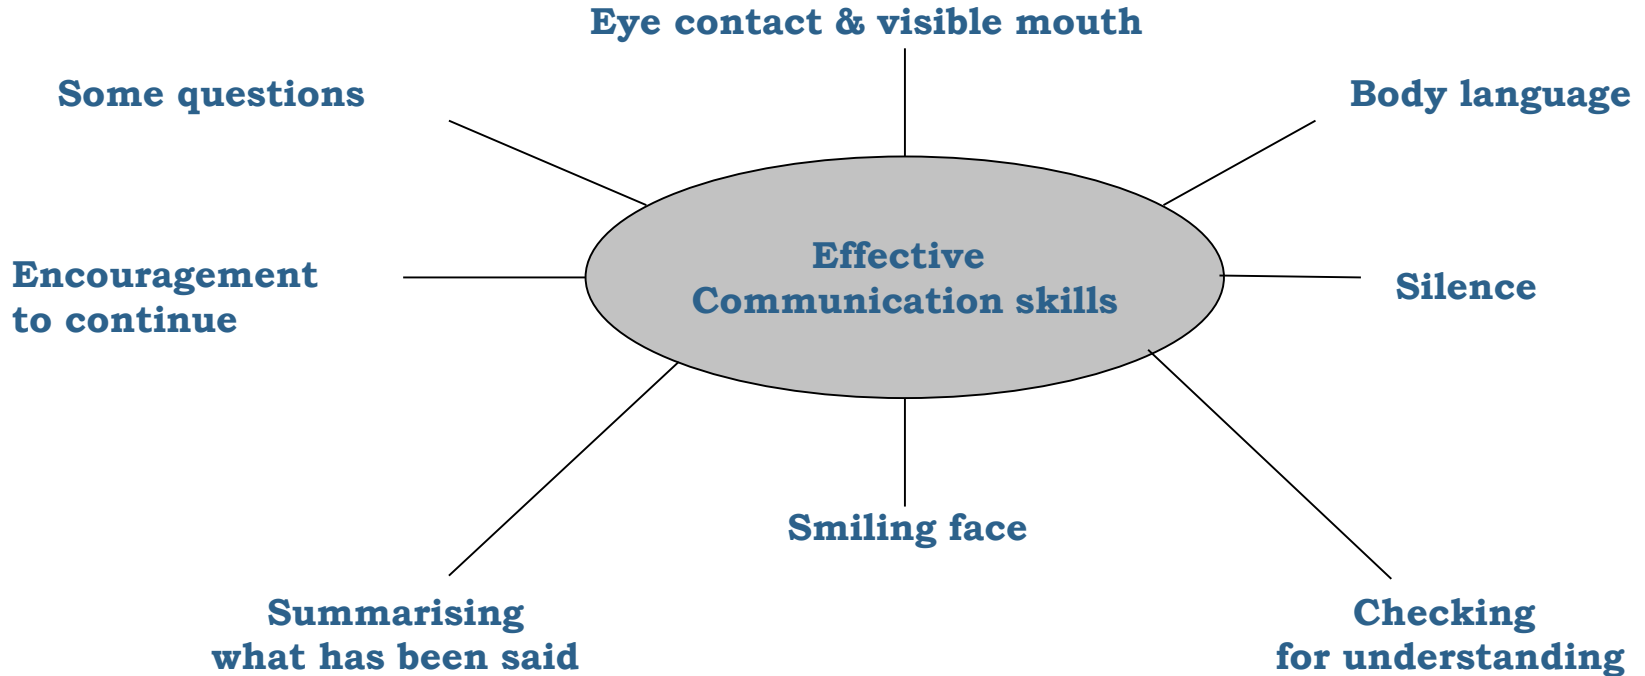 Eye contact & visible mouth
Some questions
Body language
Effective
Communication skills
Encouragement
to continue
Silence
Smiling face
Summarising
what has been said
Checking
for understanding